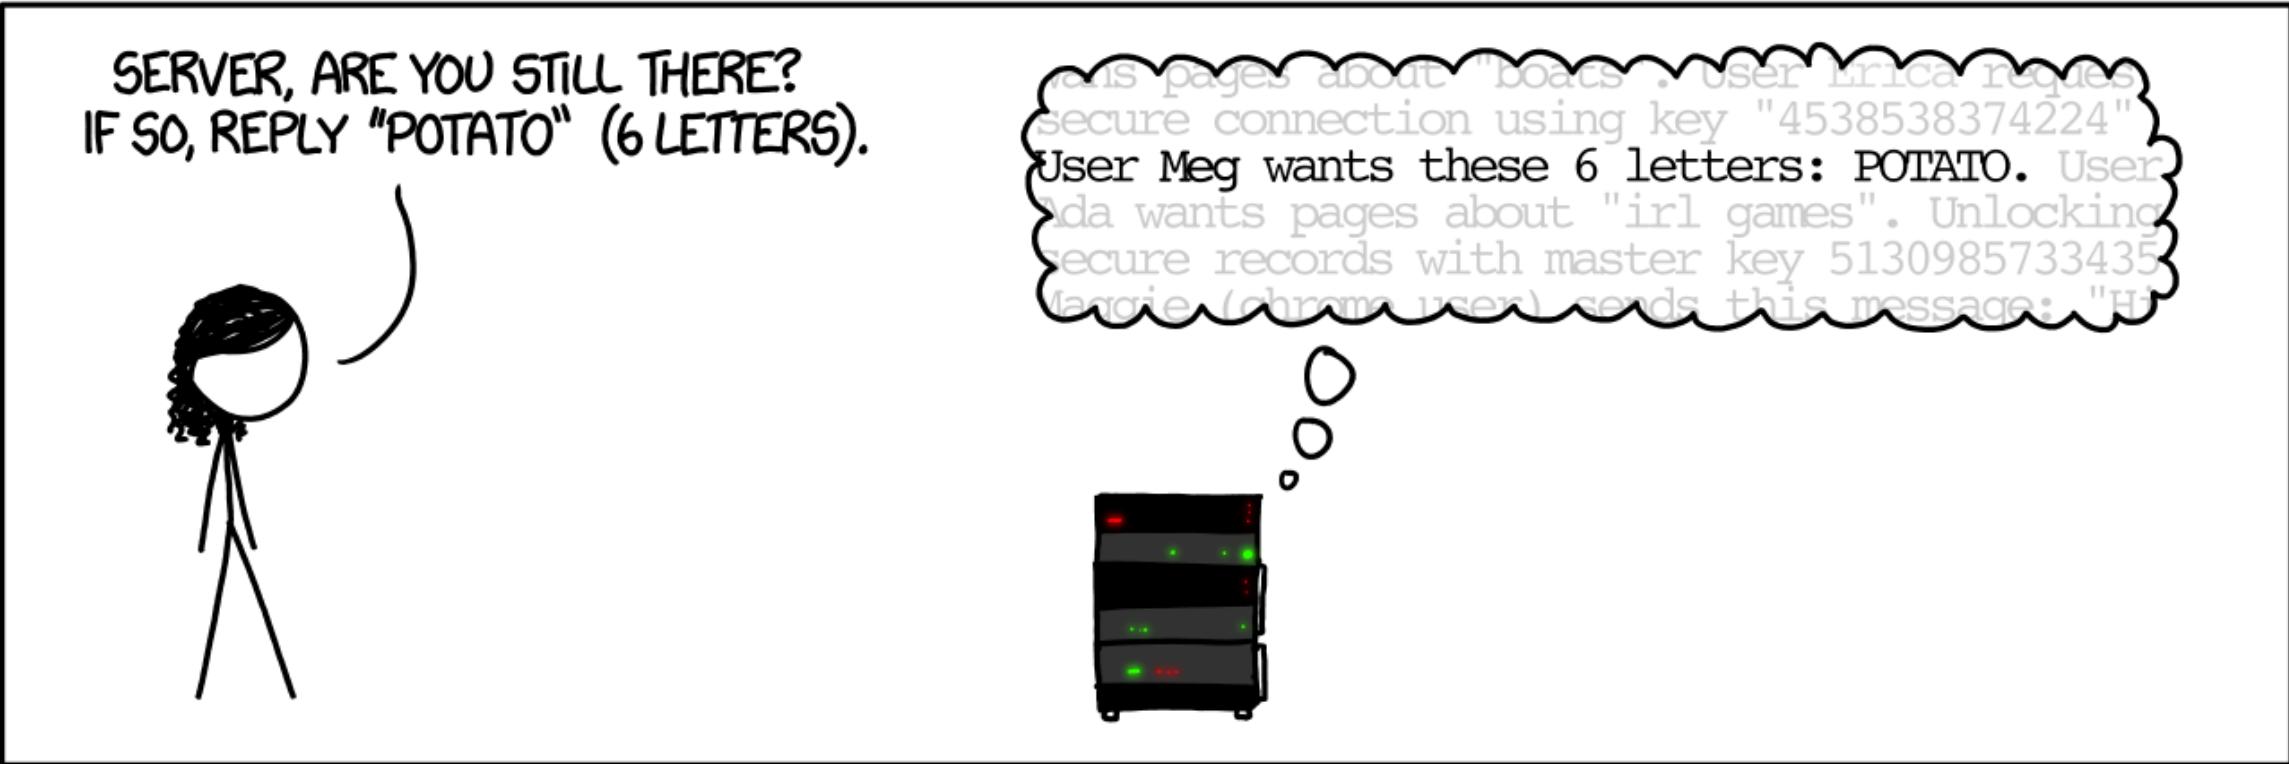 SERVER, ARE YOU STILL THERE?
IF SO, REPLY "POTATO" (6 LETTERS).
pages about "boats". User Erica reques
secure connection using key "4538538374224"
User Meg wants these 6 letters: POTATO. User
Ada wants pages about "irl games". Unlocking
secure records with master key 5130985733435
Maggie (chrome user) sends this message: "Hi